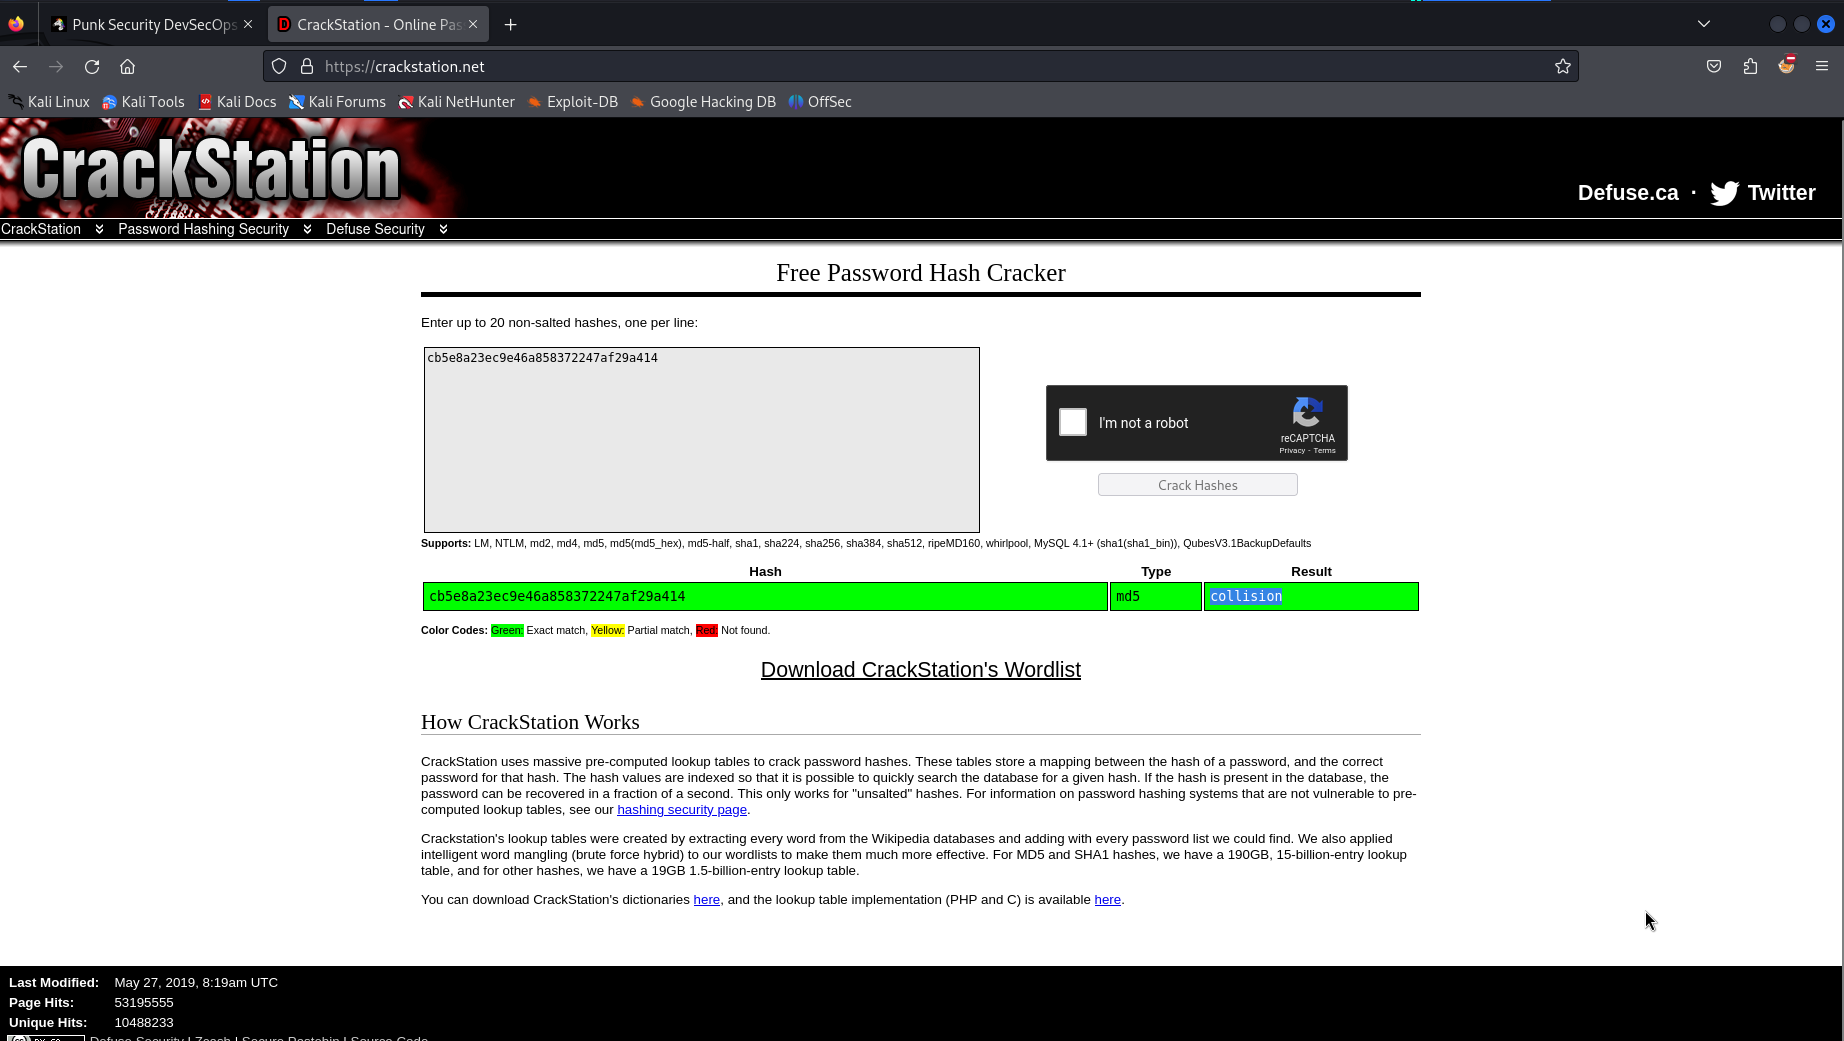 Punk Security DevSecOps
CrackStation - Online Pas
https://crackstation.net
Kali Linux Kali Tools Kali Docs Kali Forums Kali NetHunter Exploit-DB Google Hacking DB OffSec
CrackStation
Defuse.ca · Twitter
CrackStation Password Hashing Security Defuse Security
Free Password Hash Cracker
Enter up to 20 non-salted hashes, one per line:
cb5e8a23ec9e46a858372247af29a414
I'm not a robot
reCAPTCHA
Privacy - Terms
Crack Hashes
Supports: LM, NTLM, md2, md4, md5, md5(md5_hex), md5-half, sha1, sha224, sha256, sha384, sha512, ripeMD160, whirlpool, MySQL 4.1+ (sha1(sha1_bin)), QubesV3.1BackupDefaults
Hash Type Result
cb5e8a23ec9e46a858372247af29a414 md5 collision
Color Codes: Green: Exact match, Yellow: Partial match, Red: Not found.
Download CrackStation's Wordlist
How CrackStation Works
CrackStation uses massive pre-computed lookup tables to crack password hashes. These tables store a mapping between the hash of a password, and the correct
password for that hash. The hash values are indexed so that it is possible to quickly search the database for a given hash. If the hash is present in the database, the
password can be recovered in a fraction of a second. This only works for "unsalted" hashes. For information on password hashing systems that are not vulnerable to pre-
computed lookup tables, see our hashing security page.
Crackstation's lookup tables were created by extracting every word from the Wikipedia databases and adding with every password list we could find. We also applied
intelligent word mangling (brute force hybrid) to our wordlists to make them much more effective. For MD5 and SHA1 hashes, we have a 190GB, 15-billion-entry lookup
table, and for other hashes, we have a 19GB 1.5-billion-entry lookup table.
You can download CrackStation's dictionaries here, and the lookup table implementation (PHP and C) is available here.
Last Modified: May 27, 2019, 8:19am UTC
Page Hits: 53195555
Unique Hits: 10488233
Defuse Security | Zcash | Secure Pastebin | Source Code